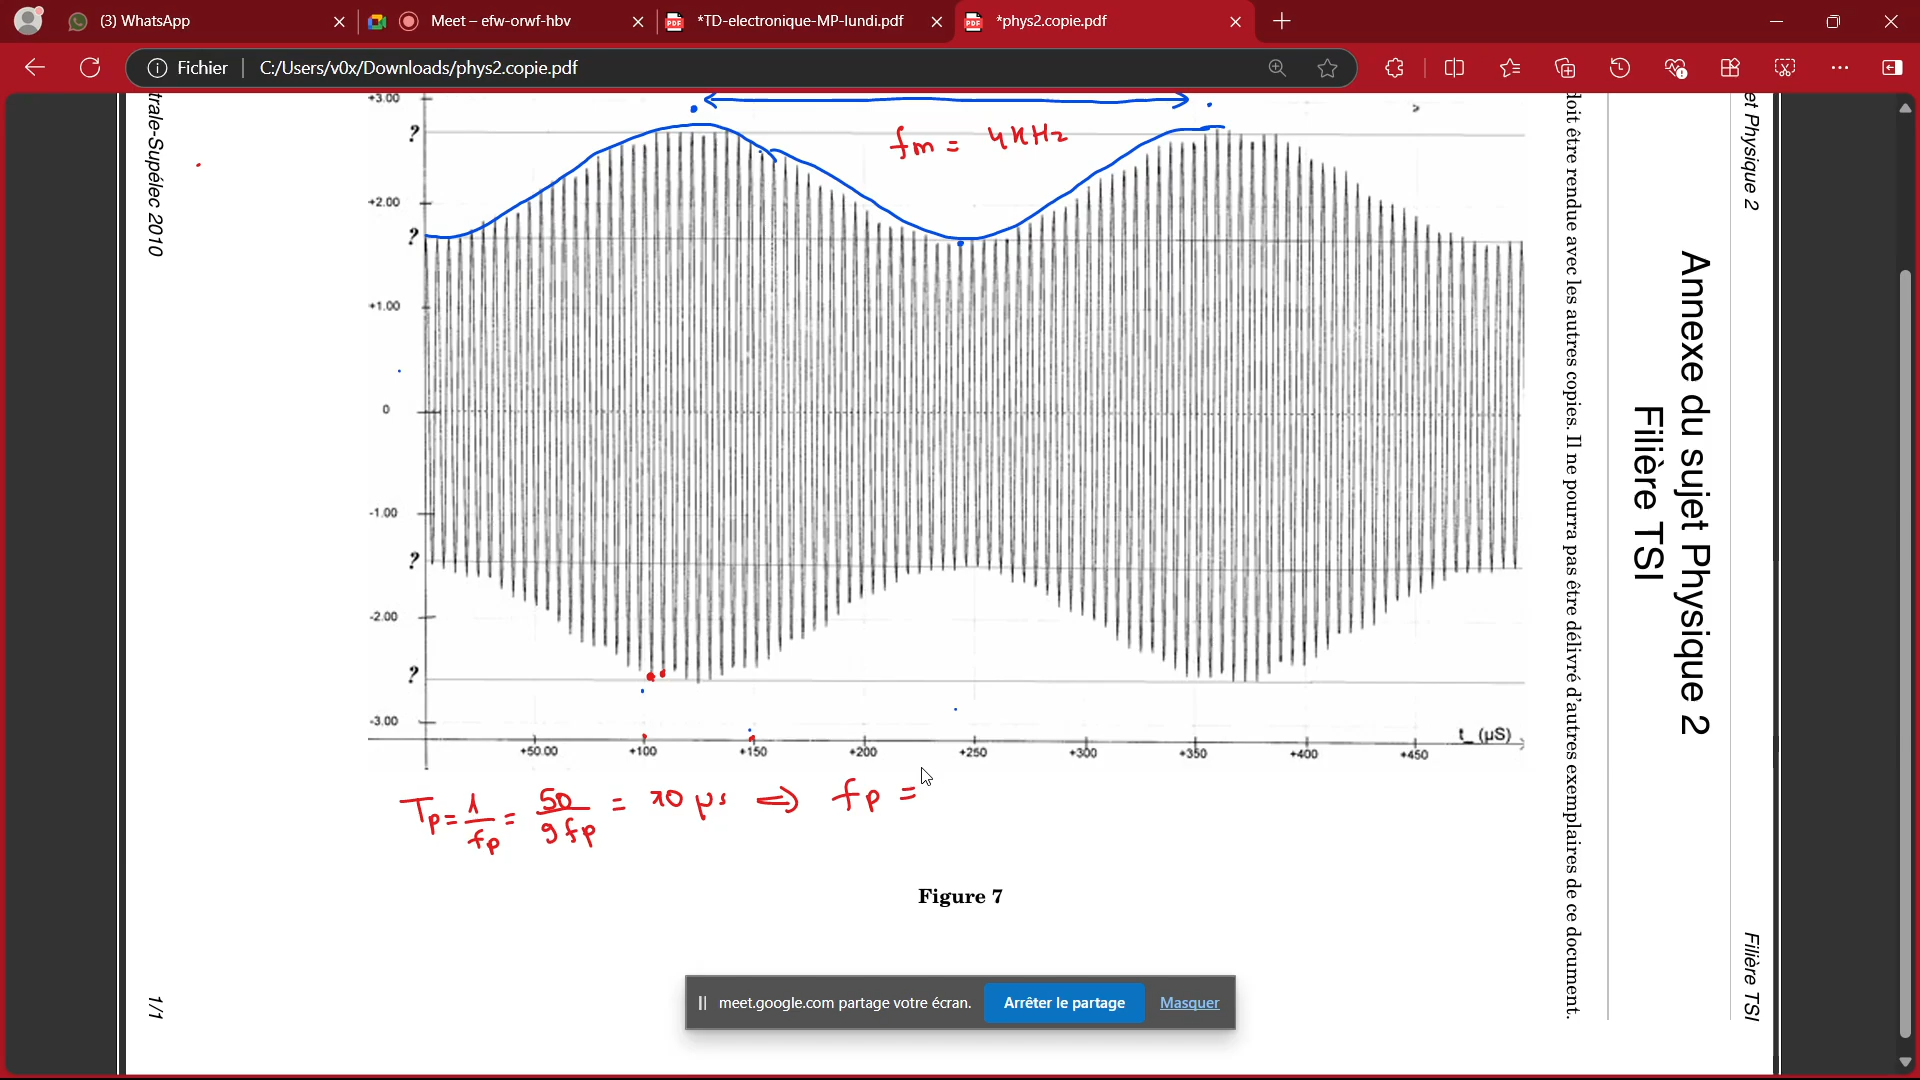 (3) WhatsApp
Meet – efw-orwf-hbv
*TD-electronique-MP-lundi.pdf
*phys2.copie.pdf
Fichier
C:/Users/v0x/Downloads/phys2.copie.pdf
trale-Supélec 2010
1/1
+3.00
?
+2.00
?
+1.00
0
-1.00
?
-2.00
?
-3.00
fm = 4KHz
+50.00 +100 +150 +200 +250 +300 +350 +400 +450
t_ (µS)
Tp = 1/fp = 50/9fp = 10 µs ⇒ fp =
Figure 7
doit être rendue avec les autres copies. Il ne pourra pas être délivré d'autres exemplaires de ce document.
Annexe du sujet Physique 2
Filière TSI
et Physique 2
Filière TSI
meet.google.com partage votre écran.
Arrêter le partage
Masquer